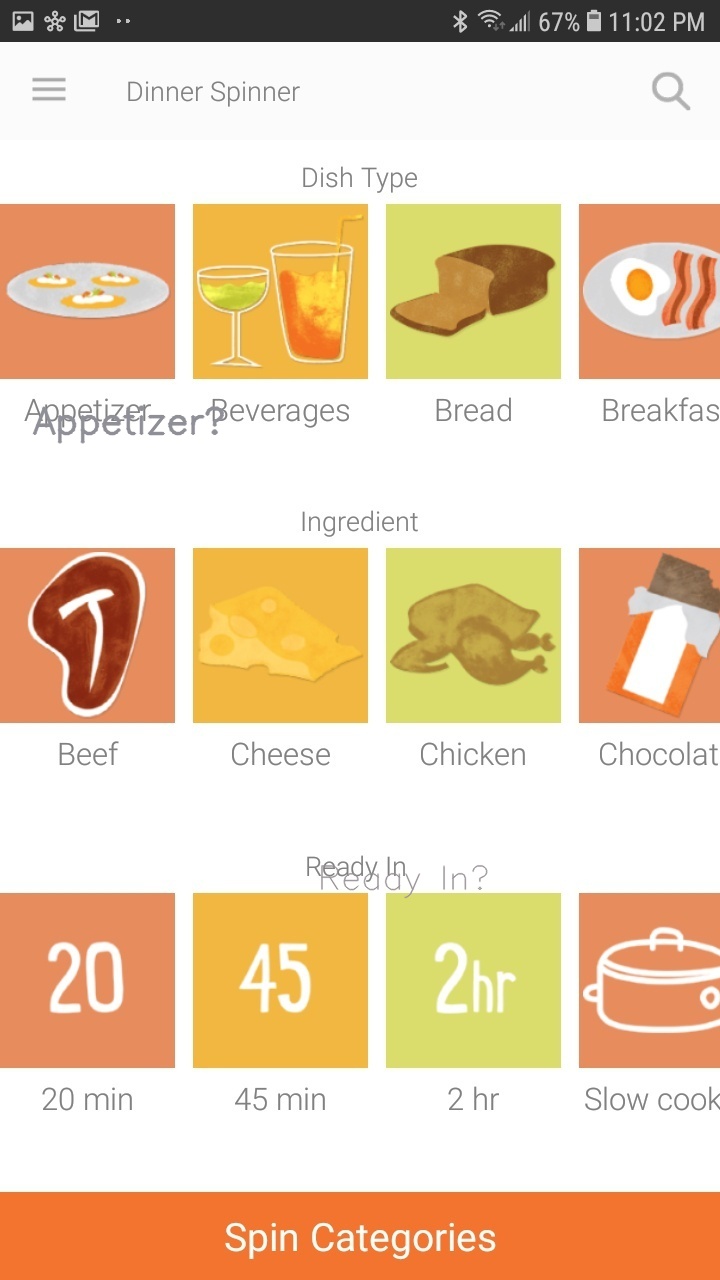 67% 11:02 PM
Dinner Spinner
Dish Type
Appetizer Beverages Bread Breakfas
Appetizer?
Ingredient
T
Beef Cheese Chicken Chocolat
Ready In
Ready In?
20 45 2hr
20 min 45 min 2 hr Slow cook
Spin Categories